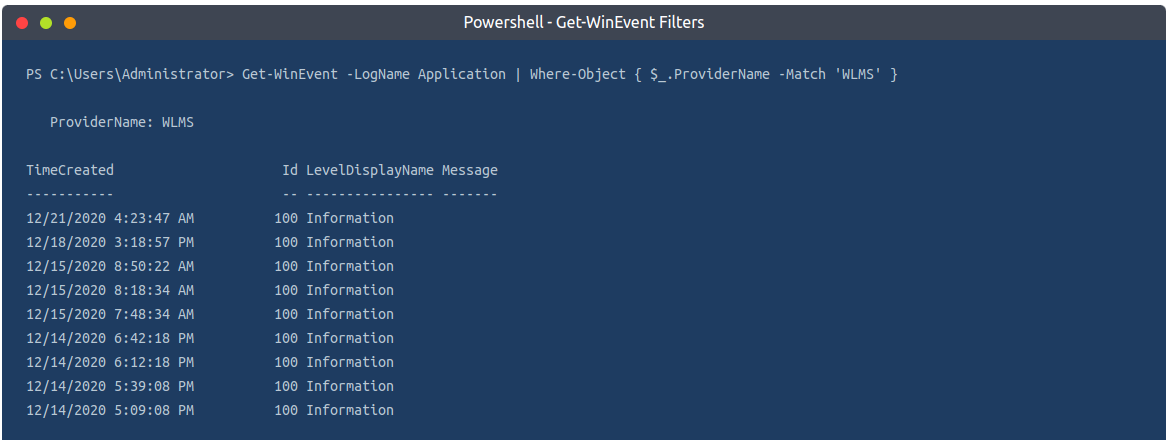 Powershell - Get-WinEvent Filters
PS C:\Users\Administrator> Get-WinEvent -LogName Application | Where-Object { $_.ProviderName -Match 'WLMS' }
ProviderName: WLMS
TimeCreated                     Id LevelDisplayName Message
-----------                     -- ---------------- -------
12/21/2020 4:23:47 AM          100 Information
12/18/2020 3:18:57 PM          100 Information
12/15/2020 8:50:22 AM          100 Information
12/15/2020 8:18:34 AM          100 Information
12/15/2020 7:48:34 AM          100 Information
12/14/2020 6:42:18 PM          100 Information
12/14/2020 6:12:18 PM          100 Information
12/14/2020 5:39:08 PM          100 Information
12/14/2020 5:09:08 PM          100 Information